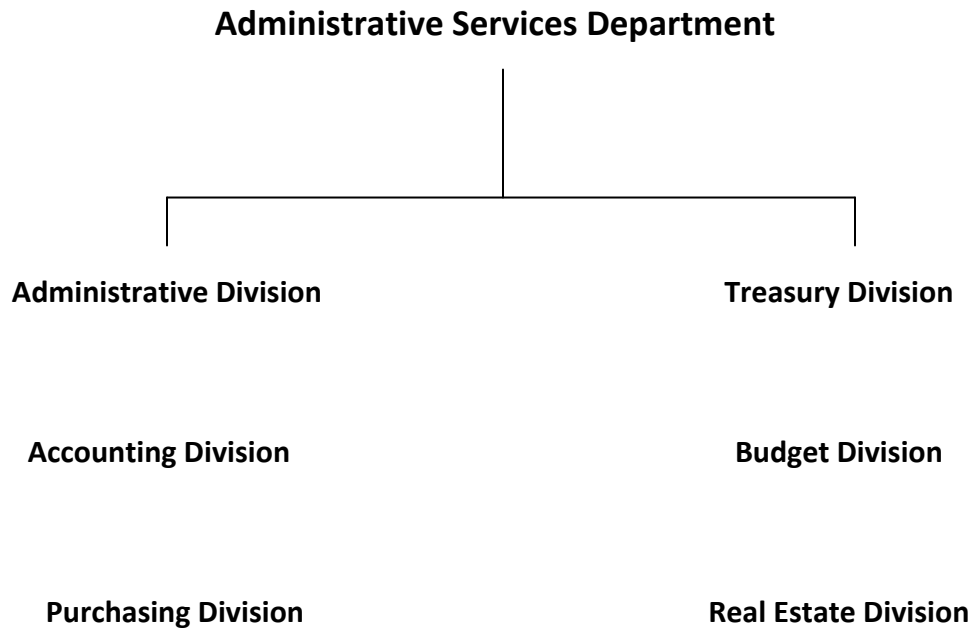 Administrative Services Department
Administrative Division
Treasury Division
Accounting Division
Budget Division
Purchasing Division
Real Estate Division